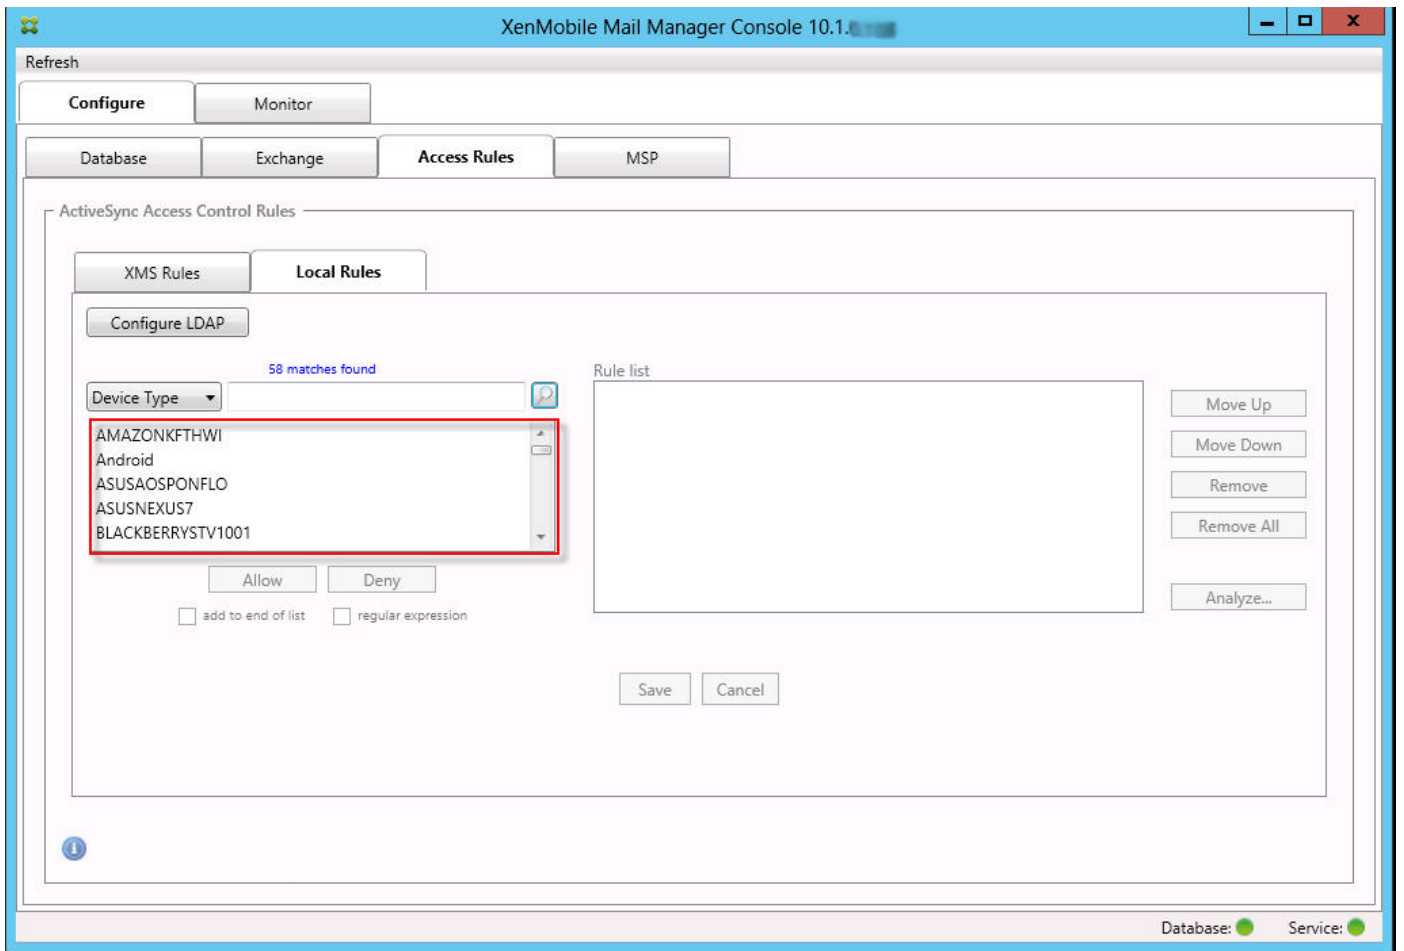 XenMobile Mail Manager Console 10.1.
Refresh
Configure
Monitor
Database
Exchange
Access Rules
MSP
ActiveSync Access Control Rules
XMS Rules
Local Rules
Configure LDAP
58 matches found
Rule list
Device Type
AMAZONKFTHWI
Android
ASUSAOSPONFLO
ASUSNEXUS7
BLACKBERRYSTV1001
Move Up
Move Down
Remove
Remove All
Allow
Deny
add to end of list
regular expression
Analyze...
Save
Cancel
Database:
Service: